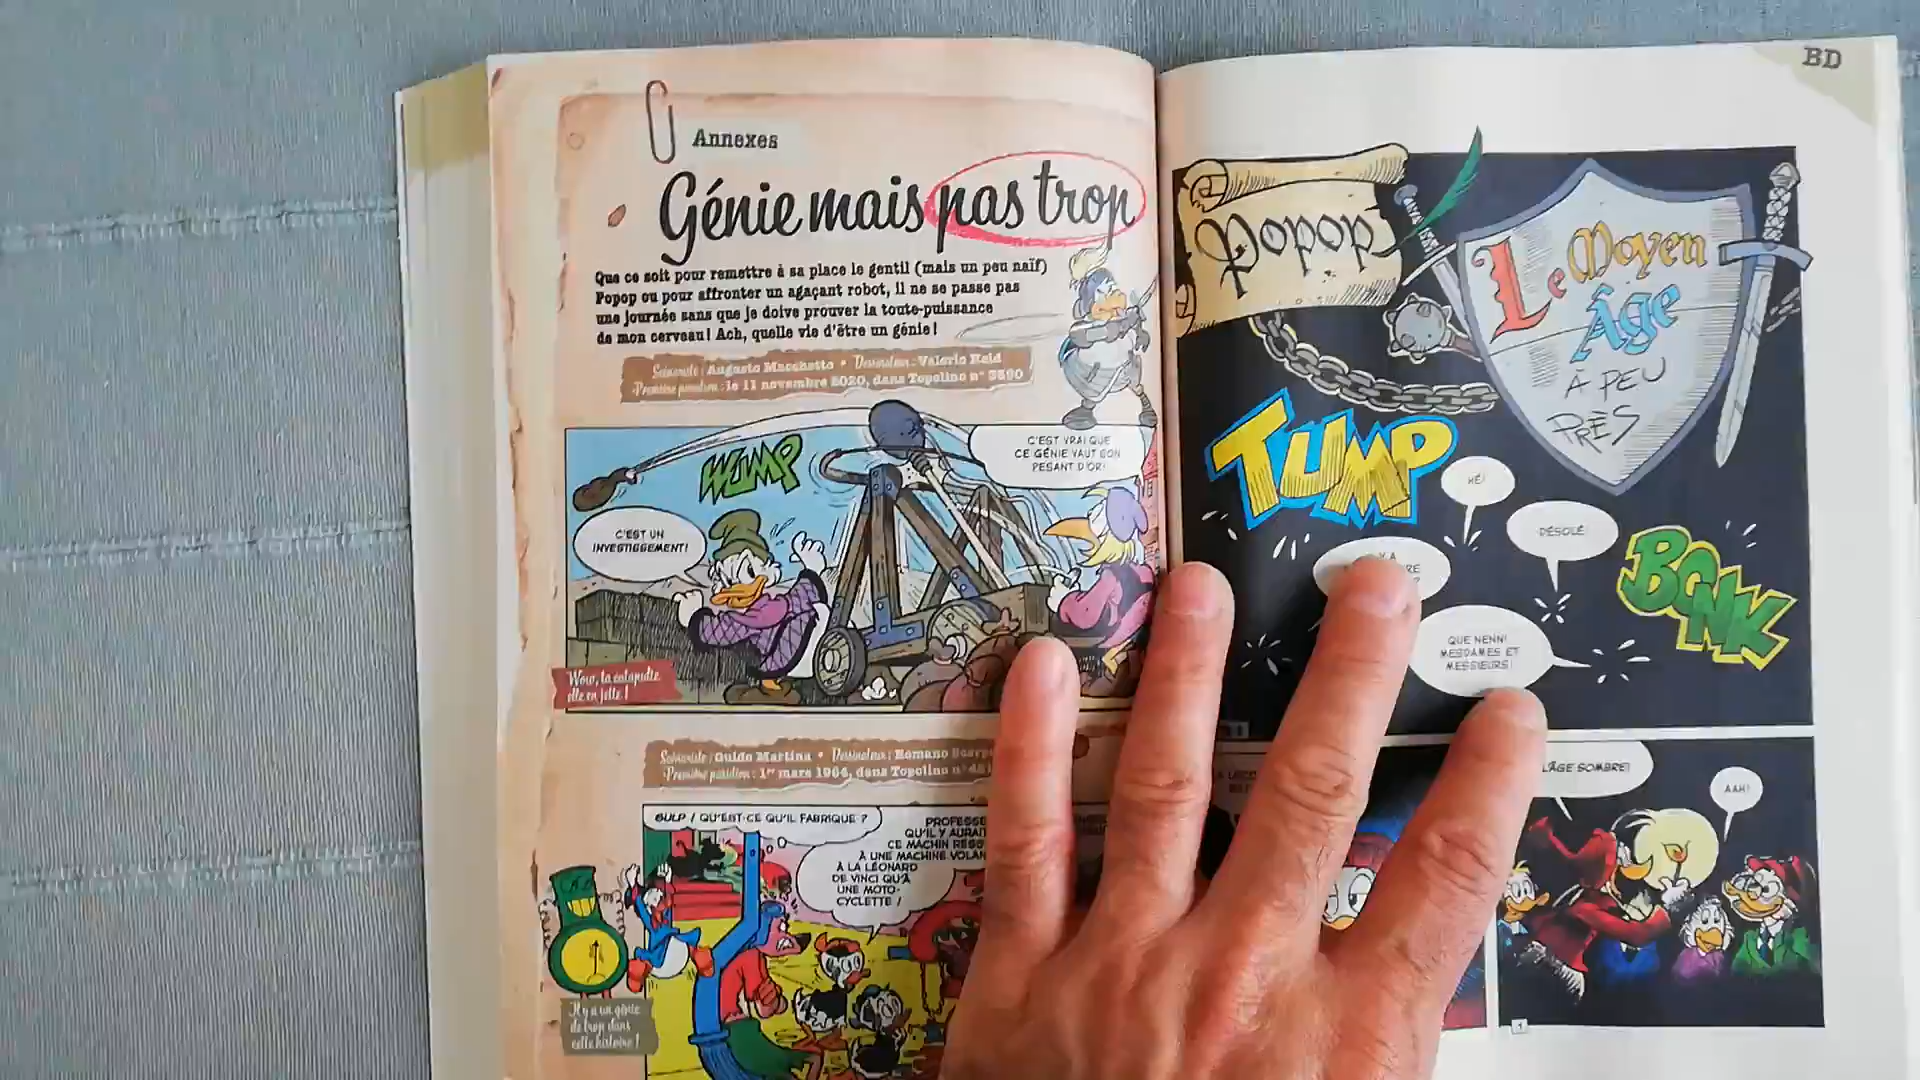 Annexes
Génie mais pas trop
Que ce soit pour remettre à sa place le gentil (mais un peu naïf)
Popop ou pour affronter un agaçant robot, il ne se passe pas
une journée sans que je doive prouver la toute-puissance
de mon cerveau! Ach, quelle vie d'être un génie!
Scénariste : Augusto Macchetto • Dessinateur : Valerio Held
Première parution : le 11 novembre 2020, dans Topolino n° 3390
WUMP
C'EST VRAI QUE
CE GÉNIE VAUT SON
PESANT D'OR!
C'EST UN
INVESTISSEMENT!
Wow, la catapulte
elle en jette !
Scénariste : Guido Martina • Dessinateur : Romano
Première parution : 1er mars 1964, dans Topolino
GULP ! QU'EST-CE QU'IL FABRIQUE ?
QU'IL Y AURAIT
CE MACHIN
À UNE MACHINE
À LA LÉONARD
DE VINCI QU'À
UNE MOTO-
CYCLETTE !
Il y a un génie
de trop dans
cette histoire !
BD
Popop
Le Moyen
Âge
À PEU
PRÈS
TUMP
HÉ!
DÉSOLÉ!
BONK
QUE NENNI
MESDAMES ET
MESSIEURS!
L'ÂGE SOMBRE!
AAH!
1